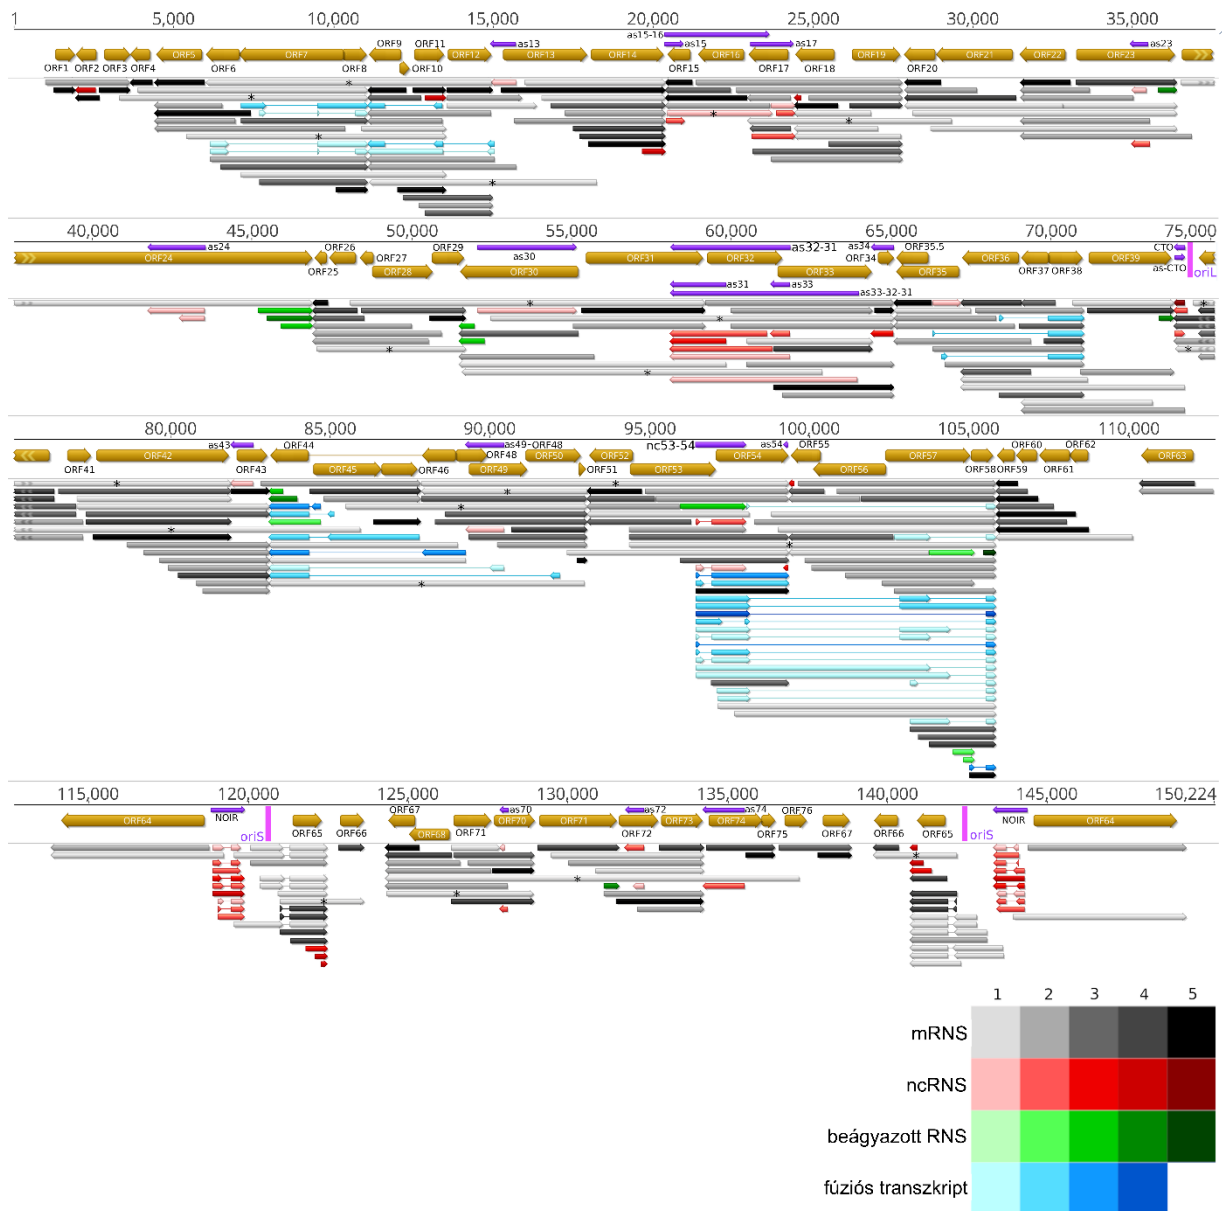 1 5,000 10,000 15,000 20,000 25,000 30,000 35,000
as15-16
ORF9 ORF11 as13 as15 as17 as23
ORF5 ORF7 ORF12 ORF13 ORF14 ORF16 ORF17 ORF19 ORF21 ORF22 ORF23
ORF1 ORF2 ORF3 ORF4 ORF6 ORF8 ORF10 ORF15 ORF18 ORF20
* * * * * *
40,000 45,000 50,000 55,000 60,000 65,000 70,000 75,000
as24 ORF26 ORF29 as30 as32-31 as34 ORF35.5 CTO
ORF24 ORF27 ORF30 ORF31 ORF32 ORF34 ORF36 ORF39
ORF25 ORF28 ORF33 ORF35 ORF37 ORF38 as-CTO oriL
as31 as33
as33-32-31
* * * * * *
80,000 85,000 90,000 95,000 100,000 105,000 110,000
as43 ORF44 as49 -ORF48 ORF50 ORF52 nc53-54 as54 ORF55 ORF60 ORF62
ORF42 ORF48 ORF54 ORF57 ORF63
ORF41 ORF43 ORF45 ORF46 ORF49 ORF51 ORF53 ORF56 ORF58 ORF59 ORF61
* * * * * * *
115,000 120,000 125,000 130,000 135,000 140,000 145,000 150,224
ORF67 as70 as72 as74 ORF76
ORF64 NOIR ORF65 ORF66 ORF71 ORF70 ORF71 ORF73 ORF74 ORF67 ORF66 ORF65 NOIR ORF64
oriS ORF68 ORF72 ORF75 oriS
* * * *
1 2 3 4 5
mRNS
ncRNS
beágyazott RNS
fúziós transzkript